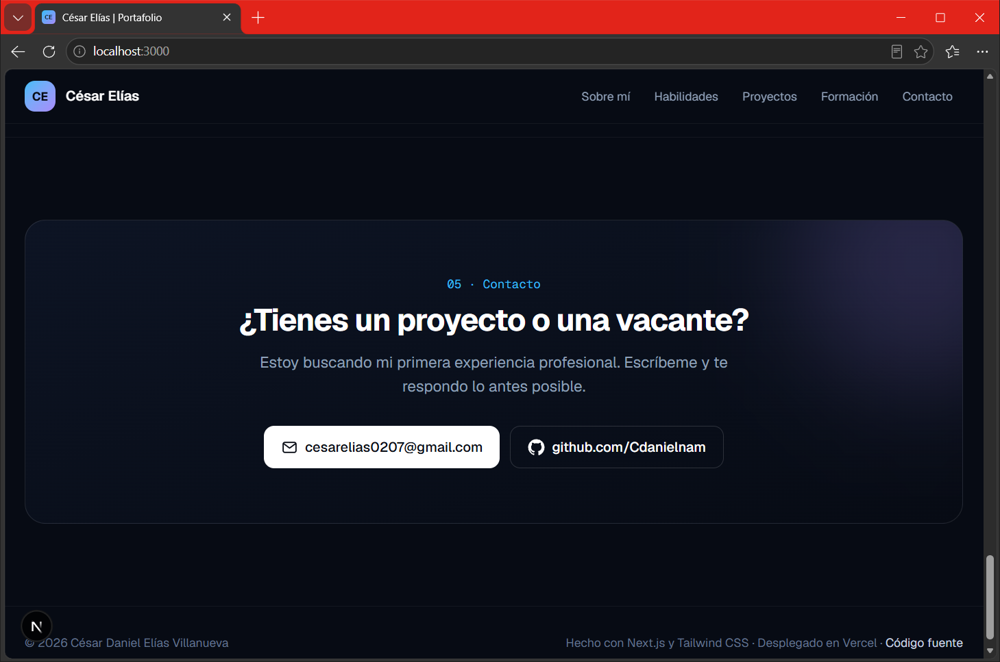 CE César Elías | Portafolio
localhost:3000
CE César Elías Sobre mí Habilidades Proyectos Formación Contacto
05 · Contacto
¿Tienes un proyecto o una vacante?
Estoy buscando mi primera experiencia profesional. Escríbeme y te
respondo lo antes posible.
cesarelias0207@gmail.com github.com/Cdanielnam
N
© 2026 César Daniel Elías Villanueva Hecho con Next.js y Tailwind CSS · Desplegado en Vercel · Código fuente